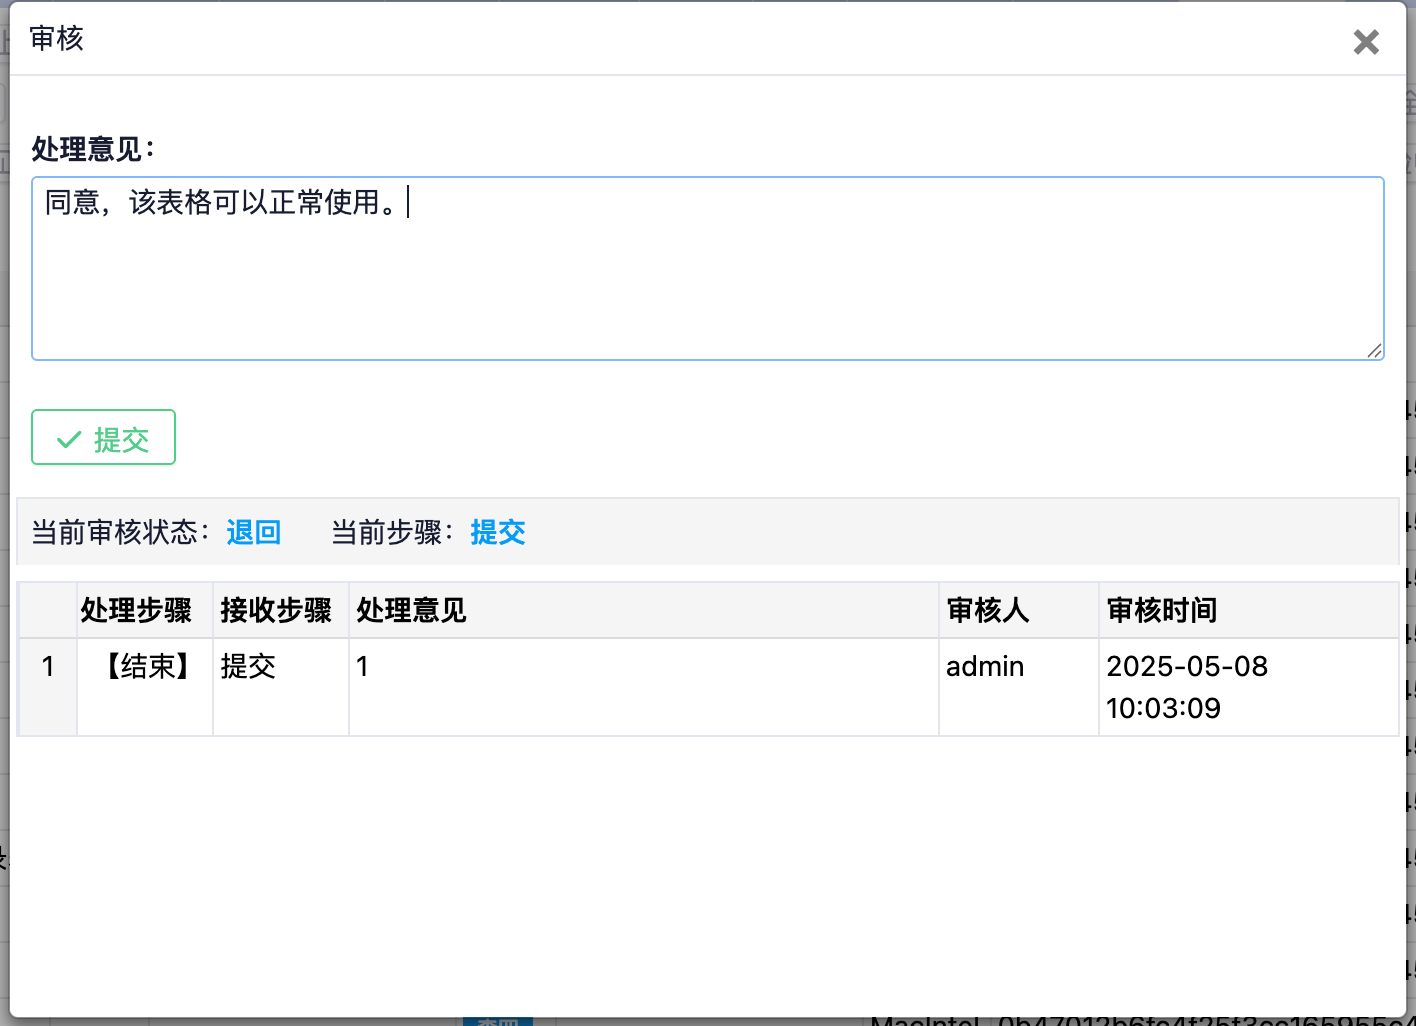 审核
处理意见：
同意，该表格可以正常使用。
提交
当前审核状态：退回 当前步骤：提交
处理步骤 接收步骤 处理意见 审核人 审核时间
1 【结束】 提交 1 admin 2025-05-08
10:03:09